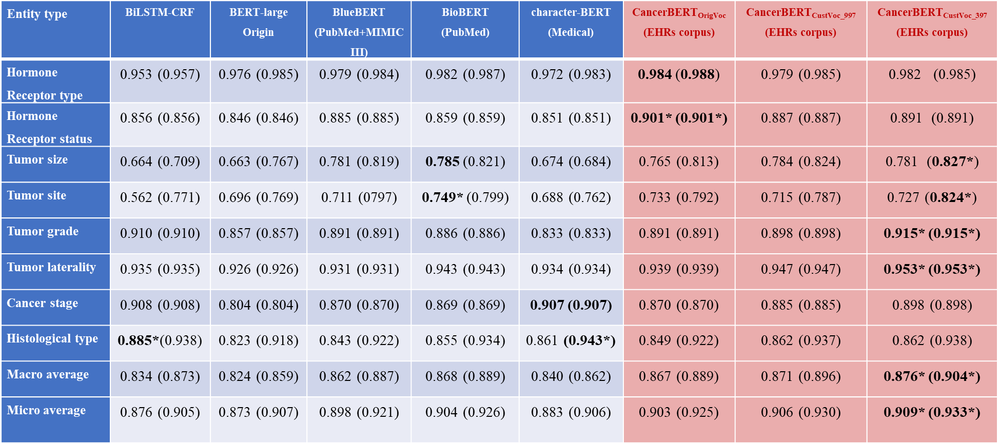 Entity type BiLSTM-CRF BERT-large BlueBERT BioBERT character-BERT CancerBERTOrigVoc CancerBERTCustVoc_997 CancerBERTCustVoc_397
Origin (PubMed+MIMIC (PubMed) (Medical) (EHRs corpus) (EHRs corpus) (EHRs corpus)
III)
Hormone 0.953 (0.957) 0.976 (0.985) 0.979 (0.984) 0.982 (0.987) 0.972 (0.983) 0.984 (0.988) 0.979 (0.985) 0.982 (0.985)
Receptor type
Hormone 0.856 (0.856) 0.846 (0.846) 0.885 (0.885) 0.859 (0.859) 0.851 (0.851) 0.901* (0.901*) 0.887 (0.887) 0.891 (0.891)
Receptor status
Tumor size 0.664 (0.709) 0.663 (0.767) 0.781 (0.819) 0.785 (0.821) 0.674 (0.684) 0.765 (0.813) 0.784 (0.824) 0.781 (0.827*)
Tumor site 0.562 (0.771) 0.696 (0.769) 0.711 (0797) 0.749* (0.799) 0.688 (0.762) 0.733 (0.792) 0.715 (0.787) 0.727 (0.824*)
Tumor grade 0.910 (0.910) 0.857 (0.857) 0.891 (0.891) 0.886 (0.886) 0.833 (0.833) 0.891 (0.891) 0.898 (0.898) 0.915* (0.915*)
Tumor laterality 0.935 (0.935) 0.926 (0.926) 0.931 (0.931) 0.943 (0.943) 0.934 (0.934) 0.939 (0.939) 0.947 (0.947) 0.953* (0.953*)
Cancer stage 0.908 (0.908) 0.804 (0.804) 0.870 (0.870) 0.869 (0.869) 0.907 (0.907) 0.870 (0.870) 0.885 (0.885) 0.898 (0.898)
Histological type 0.885*(0.938) 0.823 (0.918) 0.843 (0.922) 0.855 (0.934) 0.861 (0.943*) 0.849 (0.922) 0.862 (0.937) 0.862 (0.938)
Macro average 0.834 (0.873) 0.824 (0.859) 0.862 (0.887) 0.868 (0.889) 0.840 (0.862) 0.867 (0.889) 0.871 (0.896) 0.876* (0.904*)
Micro average 0.876 (0.905) 0.873 (0.907) 0.898 (0.921) 0.904 (0.926) 0.883 (0.906) 0.903 (0.925) 0.906 (0.930) 0.909* (0.933*)